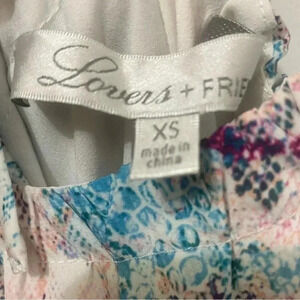 Lovers + FRIE
XS
made in
china